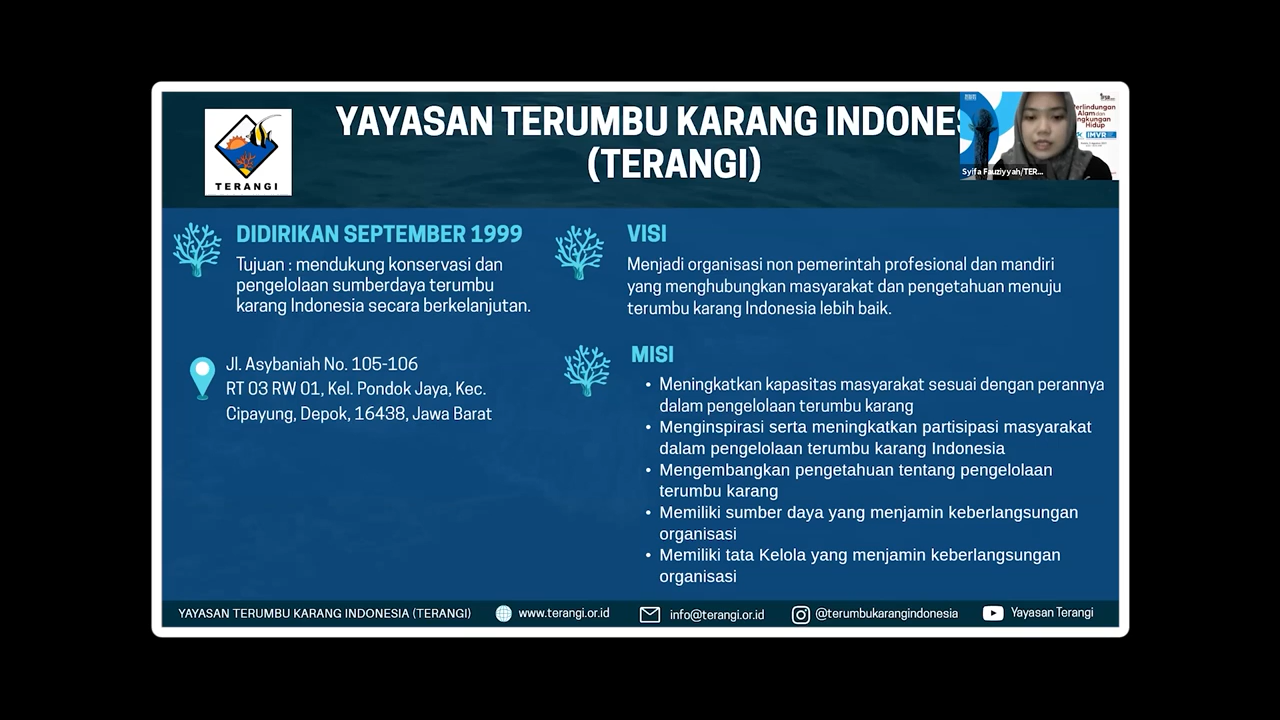 YAYASAN TERUMBU KARANG INDONES
(TERANGI)
TERANGI
Perlindungan
Alam dan
ngkungan
Hidup
IMVR
Syifa Fauziyyah/TER...
DIDIRIKAN SEPTEMBER 1999
Tujuan : mendukung konservasi dan
pengelolaan sumberdaya terumbu
karang Indonesia secara berkelanjutan.
Jl. Asybaniah No. 105-106
RT 03 RW 01, Kel. Pondok Jaya, Kec.
Cipayung, Depok, 16438, Jawa Barat
VISI
Menjadi organisasi non pemerintah profesional dan mandiri
yang menghubungkan masyarakat dan pengetahuan menuju
terumbu karang Indonesia lebih baik.
MISI
• Meningkatkan kapasitas masyarakat sesuai dengan perannya
dalam pengelolaan terumbu karang
• Menginspirasi serta meningkatkan partisipasi masyarakat
dalam pengelolaan terumbu karang Indonesia
• Mengembangkan pengetahuan tentang pengelolaan
terumbu karang
• Memiliki sumber daya yang menjamin keberlangsungan
organisasi
• Memiliki tata Kelola yang menjamin keberlangsungan
organisasi
YAYASAN TERUMBU KARANG INDONESIA (TERANGI)
www.terangi.or.id
info@terangi.or.id
@terumbukarangindonesia
Yayasan Terangi